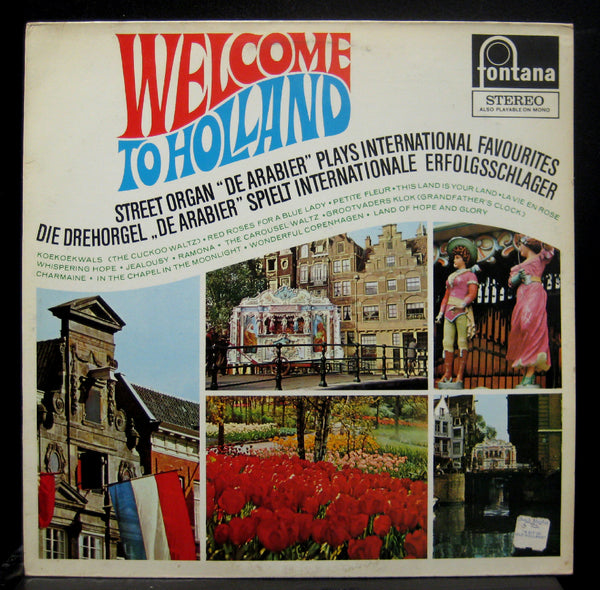 WELCOME
TO HOLLAND
fontana
STEREO
ALSO PLAYABLE ON MONO
STREET ORGAN "DE ARABIER" PLAYS INTERNATIONAL FAVOURITES
DIE DREHORGEL „DE ARABIER" SPIELT INTERNATIONALE ERFOLGSSCHLAGER
KOEKOEKWALS (THE CUCKOO WALTZ) • RED ROSES FOR A BLUE LADY • PETITE FLEUR • THIS LAND IS YOUR LAND • LA VIE EN ROSE
WHISPERING HOPE • JEALOUSY • RAMONA • THE CAROUSEL WALTZ • GROOTVADERS KLOK (GRANDFATHER'S CLOCK)
CHARMAINE • IN THE CHAPEL IN THE MOONLIGHT • WONDERFUL COPENHAGEN • LAND OF HOPE AND GLORY